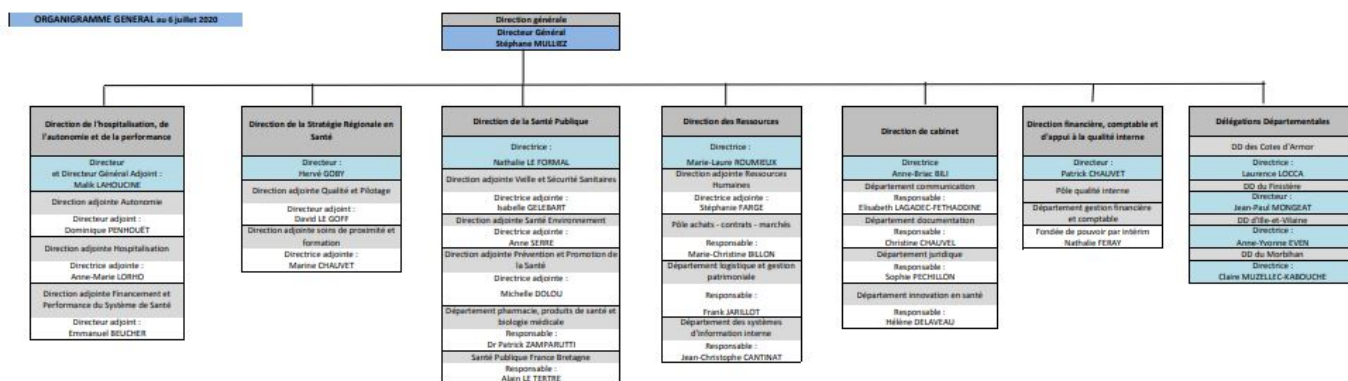 ORGANIGRAMME GENERAL au 6 juillet 2020
Direction générale
Directeur Général
Stéphane MULLIEZ
Direction de l'hospitalisation, de
l'autonomie et de la performance
Directeur
et Directeur Général Adjoint :
Malik LAHOUCINE
Direction adjointe Autonomie
Directeur adjoint :
Dominique PENHOUËT
Direction adjointe Hospitalisation
Directrice adjointe :
Anne-Marie LORHO
Direction adjointe Financement et
Performance du Système de Santé
Directeur adjoint :
Emmanuel BEUCHER
Direction de la Stratégie Régionale en
Santé
Directeur :
Hervé GOBY
Direction adjointe Qualité et Pilotage
Directeur adjoint :
David LE GOFF
Direction adjointe soins de proximité et
formation
Directrice adjointe :
Marine CHAUVET
Direction de la Santé Publique
Directrice :
Nathalie LE FORMAL
Direction adjointe Veille et Sécurité Sanitaires
Directrice adjointe :
Isabelle GELEBART
Direction adjointe Santé Environnement
Directrice adjointe :
Anne SERRE
Direction adjointe Prévention et Promotion de
la Santé
Directrice adjointe :
Michelle DOLOU
Département pharmacie, produits de santé et
biologie médicale
Responsable :
Dr Patrick ZAMPARUTTI
Santé Publique France Bretagne
Responsable :
Alain LE TERTRE
Direction des Ressources
Directrice :
Marie-Laure ROUMIEUX
Direction adjointe Ressources
Humaines
Directrice adjointe :
Stéphanie FARGE
Pôle achats - contrats - marchés
Responsable :
Marie-Christine BILLON
Département logistique et gestion
patrimoniale
Responsable :
Frank JARILLOT
Département des systèmes
d'information interne
Responsable :
Jean-Christophe CANTINAT
Direction de cabinet
Directrice
Anne-Briac BILI
Département communication
Responsable :
Elisabeth LAGADEC-FETHADDINE
Département documentation
Responsable :
Christine CHAUVEL
Département juridique
Responsable :
Sophie PECHILLON
Département innovation en santé
Responsable :
Hélène DELAVEAU
Direction financière, comptable et
d'appui à la qualité interne
Directeur :
Patrick CHAUVET
Pôle qualité interne
Département gestion financière
et comptable
Fondée de pouvoir par intérim
Nathalie FERAY
Délégations Départementales
DD des Cotes d'Armor
Directrice :
Laurence LOCCA
DD du Finistère
Directeur :
Jean-Paul MONGEAT
DD d'Ille-et-Vilaine
Directrice :
Anne-Yvonne EVEN
DD du Morbihan
Directrice :
Claire MUZELLEC-KABOUCHE